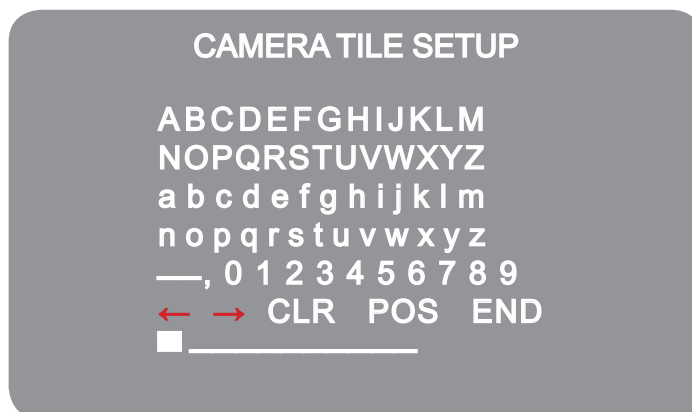 CAMERA TILE SETUP
ABCDEFGHIJKLM
NOPQRSTUVWXYZ
a b c d e f g h i j k l m
n o p q r s t u v w x y z
—, 0 1 2 3 4 5 6 7 8 9
← → CLR POS END